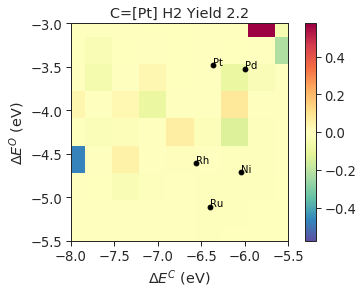 C=[Pt] H2 Yield 2.2
−3.0
−3.5
−4.0
−4.5
−5.0
−5.5
ΔE^O (eV)
Pt
Pd
Rh
Ni
Ru
−8.0 −7.5 −7.0 −6.5 −6.0 −5.5
ΔE^C (eV)
0.4
0.2
0.0
−0.2
−0.4